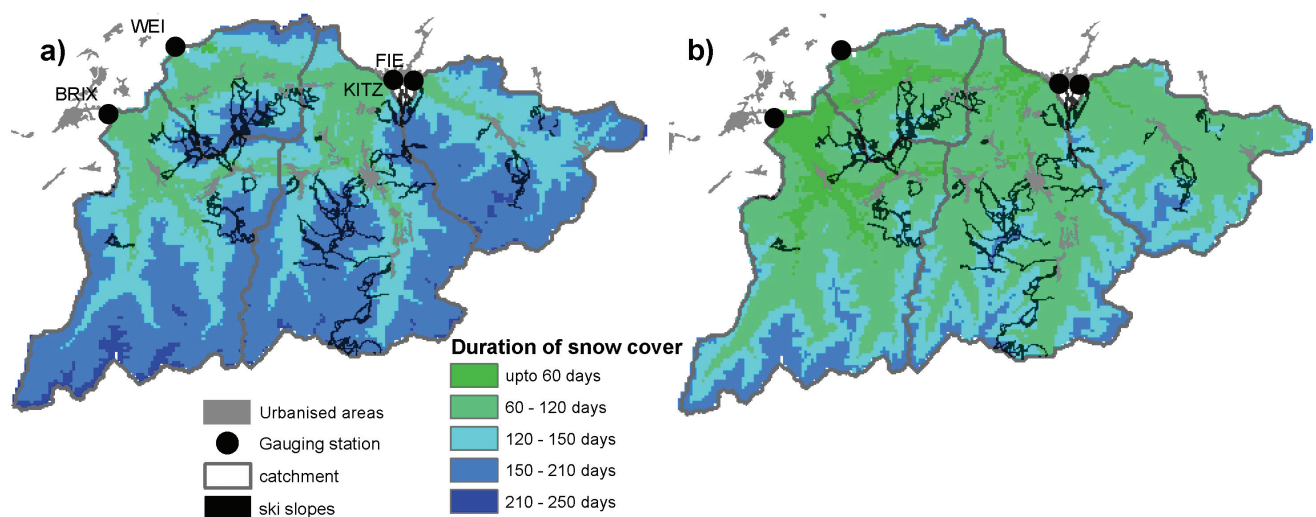 a)
WEI
BRIX
FIE
KITZ
b)
Urbanised areas
Gauging station
catchment
ski slopes
Duration of snow cover
upto 60 days
60 - 120 days
120 - 150 days
150 - 210 days
210 - 250 days